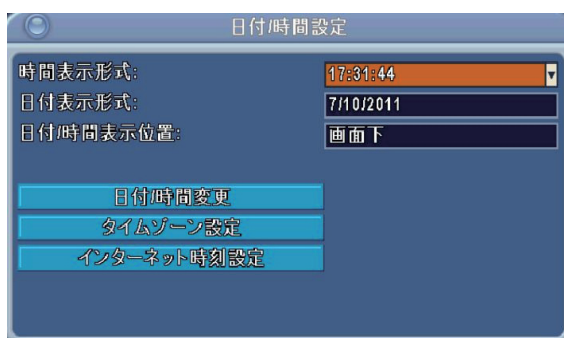 日付/時間設定
時間表示形式: 17:31:44
日付表示形式: 7/10/2011
日付/時間表示位置: 画面下
日付/時間変更
タイムゾーン設定
インターネット時刻設定